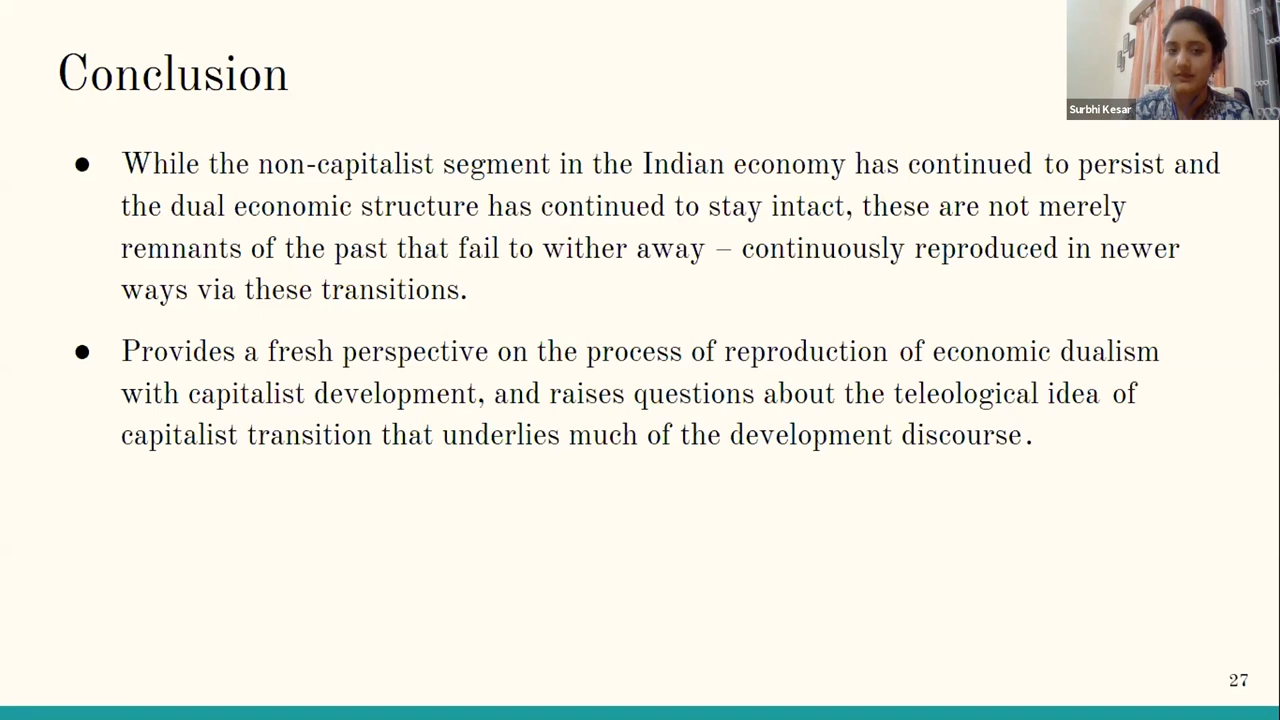 Conclusion
Surbhi Kesar
● While the non-capitalist segment in the Indian economy has continued to persist and
the dual economic structure has continued to stay intact, these are not merely
remnants of the past that fail to wither away – continuously reproduced in newer
ways via these transitions.
● Provides a fresh perspective on the process of reproduction of economic dualism
with capitalist development, and raises questions about the teleological idea of
capitalist transition that underlies much of the development discourse.
27